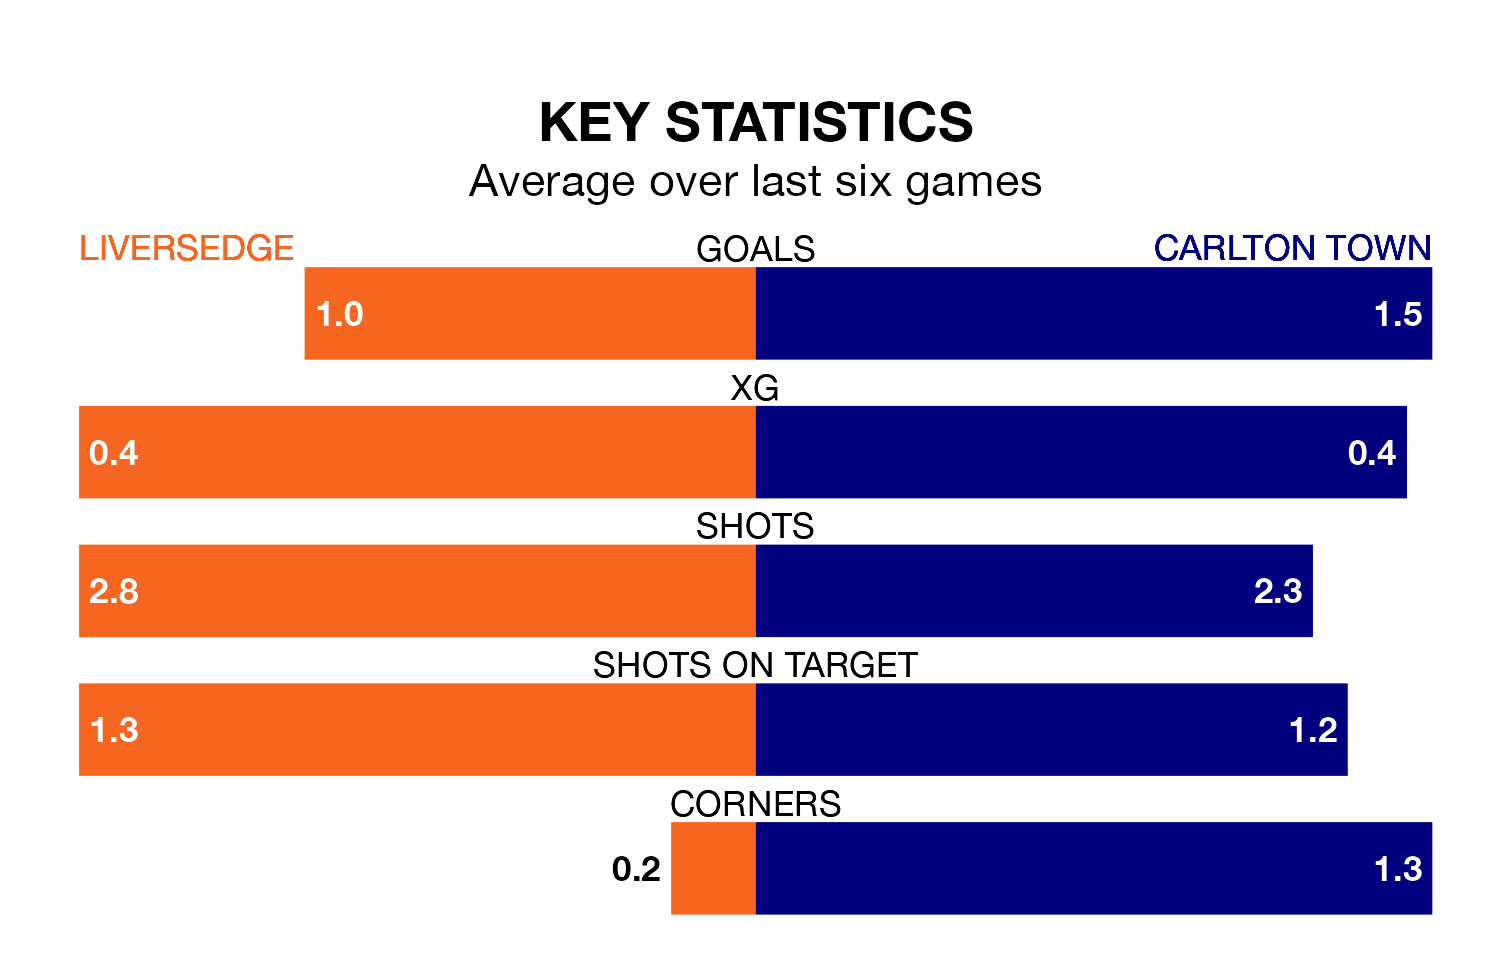 KEY STATISTICS
Average over last six games
LIVERSEDGE GOALS CARLTON TOWN
1.0 1.5
XG
0.4 0.4
SHOTS
2.8 2.3
SHOTS ON TARGET
1.3 1.2
CORNERS
0.2 1.3